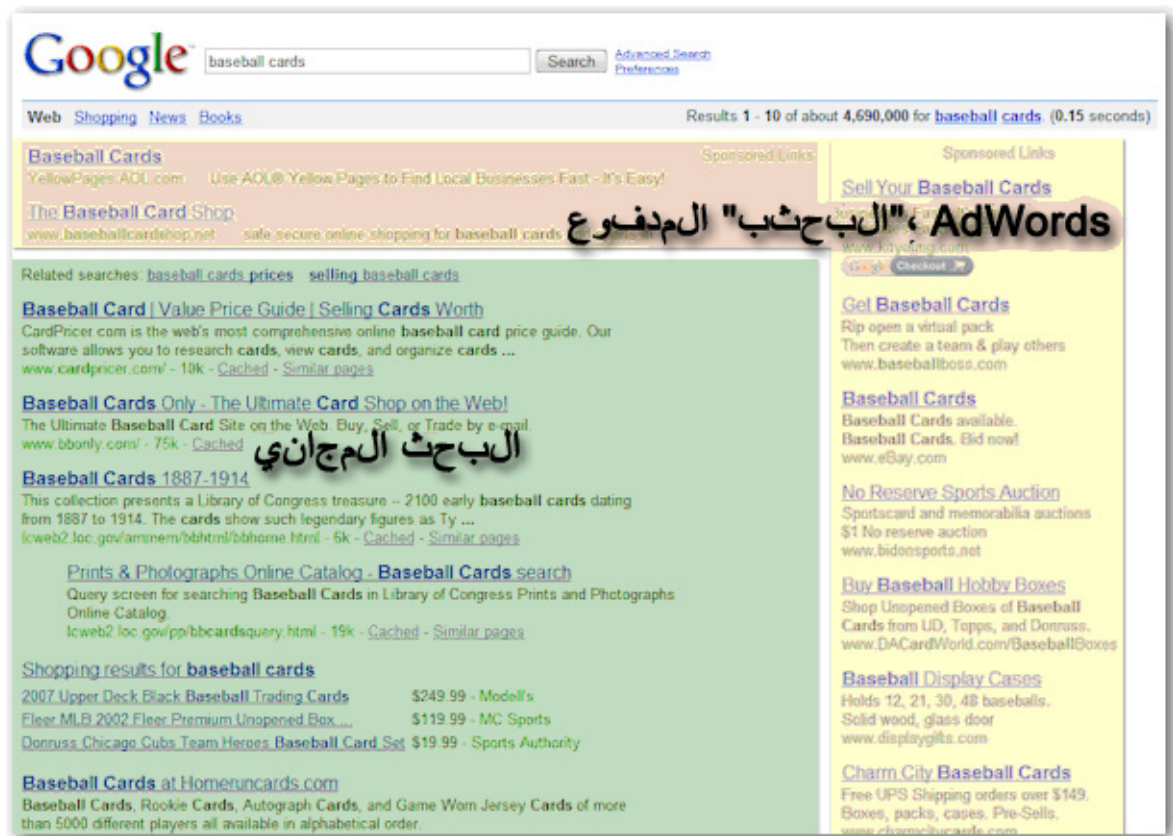 Google
baseball cards
Search
Advanced Search
Preferences
Web Shopping News Books
Results 1 - 10 of about 4,690,000 for baseball cards. (0.15 seconds)
Baseball Cards
Sponsored Links
YellowPages.AOL.com Use AOL® Yellow Pages to Find Local Businesses Fast - It's Easy!
The Baseball Card Shop
www.baseballcardshop.net safe secure online shopping for baseball cards
AdWords ،"البحثب" المدفوع
Related searches: baseball cards prices selling baseball cards
Baseball Card | Value Price Guide | Selling Cards Worth
CardPricer.com is the web's most comprehensive online baseball card price guide. Our
software allows you to research cards, view cards, and organize cards ...
www.cardpricer.com/ - 10k - Cached - Similar pages
Baseball Cards Only - The Ultimate Card Shop on the Web!
The Ultimate Baseball Card Site on the Web. Buy, Sell, or Trade by e-mail.
www.bbonly.com/ - 75k - Cached
البحث المجاني
Baseball Cards 1887-1914
This collection presents a Library of Congress treasure -- 2100 early baseball cards dating
from 1887 to 1914. The cards show such legendary figures as Ty ...
lcweb2.loc.gov/ammem/bbhtml/bbhome.html - 6k - Cached - Similar pages
Prints & Photographs Online Catalog - Baseball Cards search
Query screen for searching Baseball Cards in Library of Congress Prints and Photographs
Online Catalog.
lcweb2.loc.gov/pp/bbcardsquery.html - 19k - Cached - Similar pages
Shopping results for baseball cards
2007 Upper Deck Black Baseball Trading Cards $249.99 - Modell's
Fleer MLB 2002 Fleer Premium Unopened Box ... $119.99 - MC Sports
Donruss Chicago Cubs Team Heroes Baseball Card Set $19.99 - Sports Authority
Baseball Cards at Homeruncards.com
Baseball Cards, Rookie Cards, Autograph Cards, and Game Worn Jersey Cards of more
than 5000 different players all available in alphabetical order.
Sponsored Links
Sell Your Baseball Cards
www.kityoung.com
Google Checkout
Get Baseball Cards
Rip open a virtual pack
Then create a team & play others
www.baseballboss.com
Baseball Cards
Baseball Cards available.
Baseball Cards. Bid now!
www.eBay.com
No Reserve Sports Auction
Sportscard and memorabilia auctions
$1 No reserve auction
www.bidonsports.net
Buy Baseball Hobby Boxes
Shop Unopened Boxes of Baseball
Cards from UD, Topps, and Donruss.
www.DACardWorld.com/BaseballBoxes
Baseball Display Cases
Holds 12, 21, 30, 48 baseballs.
Solid wood, glass door
www.displaygifts.com
Charm City Baseball Cards
Free UPS Shipping orders over $149.
Boxes, packs, cases. Pre-Sells.
www.charmcitycards.com